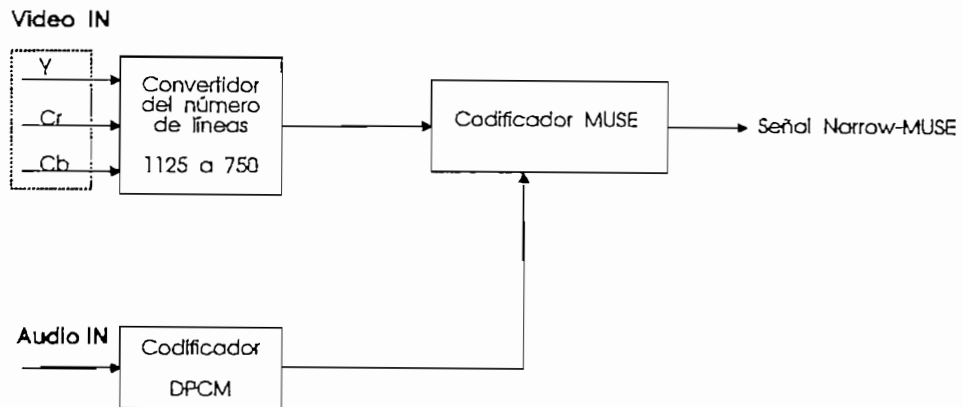 Video IN
Y
Cr
Cb
Convertidor
del número
de líneas
1125 a 750
Codificador MUSE
Señal Narrow-MUSE
Audio IN
Codificador
DPCM